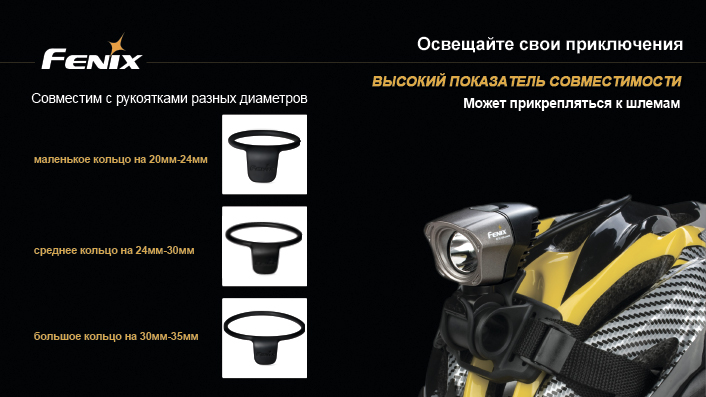 FENIX
Освещайте свои приключения
ВЫСОКИЙ ПОКАЗАТЕЛЬ СОВМЕСТИМОСТИ
Может прикрепляться к шлемам
Совместим с рукоятками разных диаметров
маленькое кольцо на 20мм-24мм
среднее кольцо на 24мм-30мм
большое кольцо на 30мм-35мм
FENIX